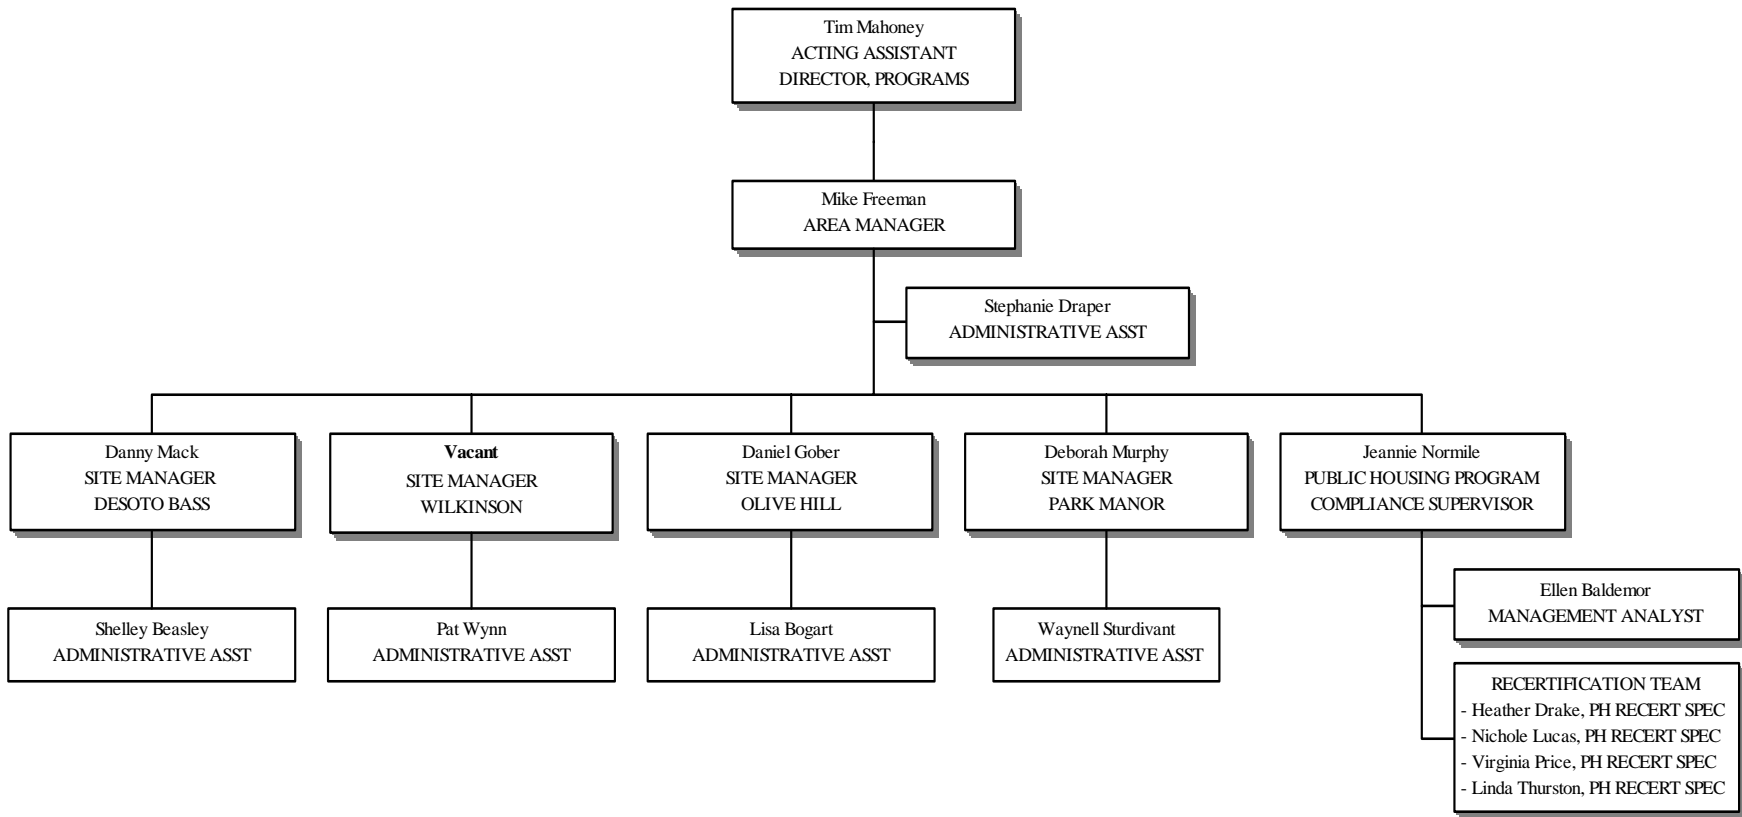 Tim Mahoney
ACTING ASSISTANT
DIRECTOR, PROGRAMS
Mike Freeman
AREA MANAGER
Stephanie Draper
ADMINISTRATIVE ASST
Danny Mack
SITE MANAGER
DESOTO BASS
Vacant
SITE MANAGER
WILKINSON
Daniel Gober
SITE MANAGER
OLIVE HILL
Deborah Murphy
SITE MANAGER
PARK MANOR
Jeannie Normile
PUBLIC HOUSING PROGRAM
COMPLIANCE SUPERVISOR
Shelley Beasley
ADMINISTRATIVE ASST
Pat Wynn
ADMINISTRATIVE ASST
Lisa Bogart
ADMINISTRATIVE ASST
Waynell Sturdivant
ADMINISTRATIVE ASST
Ellen Baldemor
MANAGEMENT ANALYST
RECERTIFICATION TEAM
- Heather Drake, PH RECERT SPEC
- Nichole Lucas, PH RECERT SPEC
- Virginia Price, PH RECERT SPEC
- Linda Thurston, PH RECERT SPEC